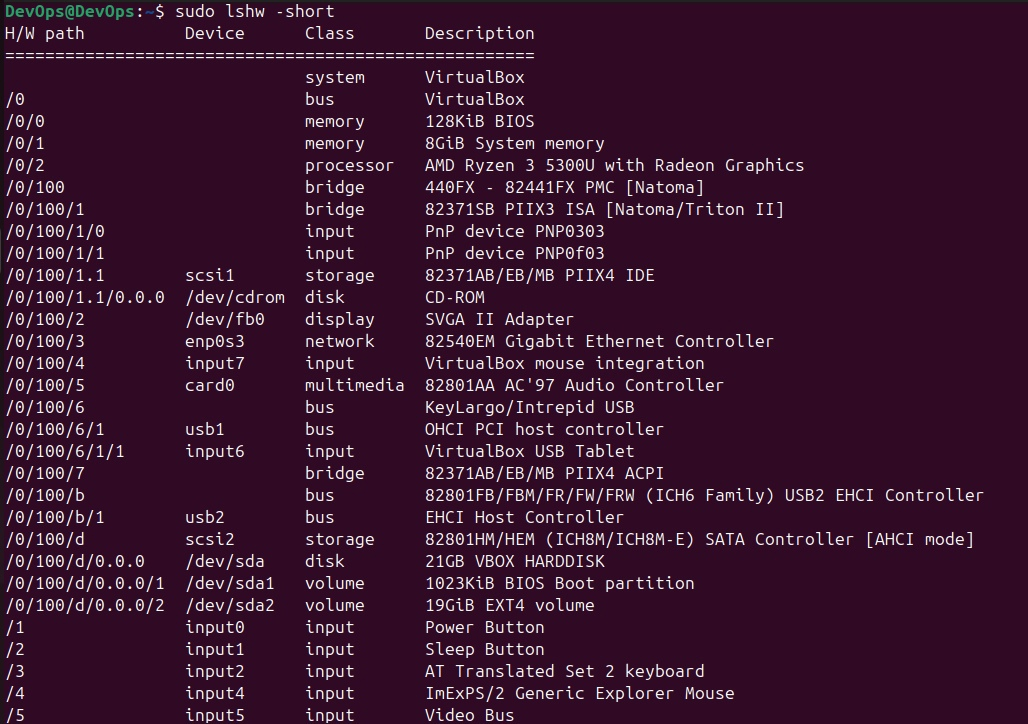 DevOps@DevOps:~$ sudo lshw -short
H/W path          Device      Class       Description
=====================================================
                              system      VirtualBox
/0                            bus         VirtualBox
/0/0                          memory      128KiB BIOS
/0/1                          memory      8GiB System memory
/0/2                          processor   AMD Ryzen 3 5300U with Radeon Graphics
/0/100                        bridge      440FX - 82441FX PMC [Natoma]
/0/100/1                      bridge      82371SB PIIX3 ISA [Natoma/Triton II]
/0/100/1/0                    input       PnP device PNP0303
/0/100/1/1                    input       PnP device PNP0f03
/0/100/1.1        scsi1       storage     82371AB/EB/MB PIIX4 IDE
/0/100/1.1/0.0.0  /dev/cdrom  disk        CD-ROM
/0/100/2          /dev/fb0    display     SVGA II Adapter
/0/100/3          enp0s3      network     82540EM Gigabit Ethernet Controller
/0/100/4          input7      input       VirtualBox mouse integration
/0/100/5          card0       multimedia  82801AA AC'97 Audio Controller
/0/100/6                      bus         KeyLargo/Intrepid USB
/0/100/6/1        usb1        bus         OHCI PCI host controller
/0/100/6/1/1      input6      input       VirtualBox USB Tablet
/0/100/7                      bridge      82371AB/EB/MB PIIX4 ACPI
/0/100/b                      bus         82801FB/FBM/FR/FW/FRW (ICH6 Family) USB2 EHCI Controller
/0/100/b/1        usb2        bus         EHCI Host Controller
/0/100/d          scsi2       storage     82801HM/HEM (ICH8M/ICH8M-E) SATA Controller [AHCI mode]
/0/100/d/0.0.0    /dev/sda    disk        21GB VBOX HARDDISK
/0/100/d/0.0.0/1  /dev/sda1   volume      1023KiB BIOS Boot partition
/0/100/d/0.0.0/2  /dev/sda2   volume      19GiB EXT4 volume
/1                input0      input       Power Button
/2                input1      input       Sleep Button
/3                input2      input       AT Translated Set 2 keyboard
/4                input4      input       ImExPS/2 Generic Explorer Mouse
/5                input5      input       Video Bus